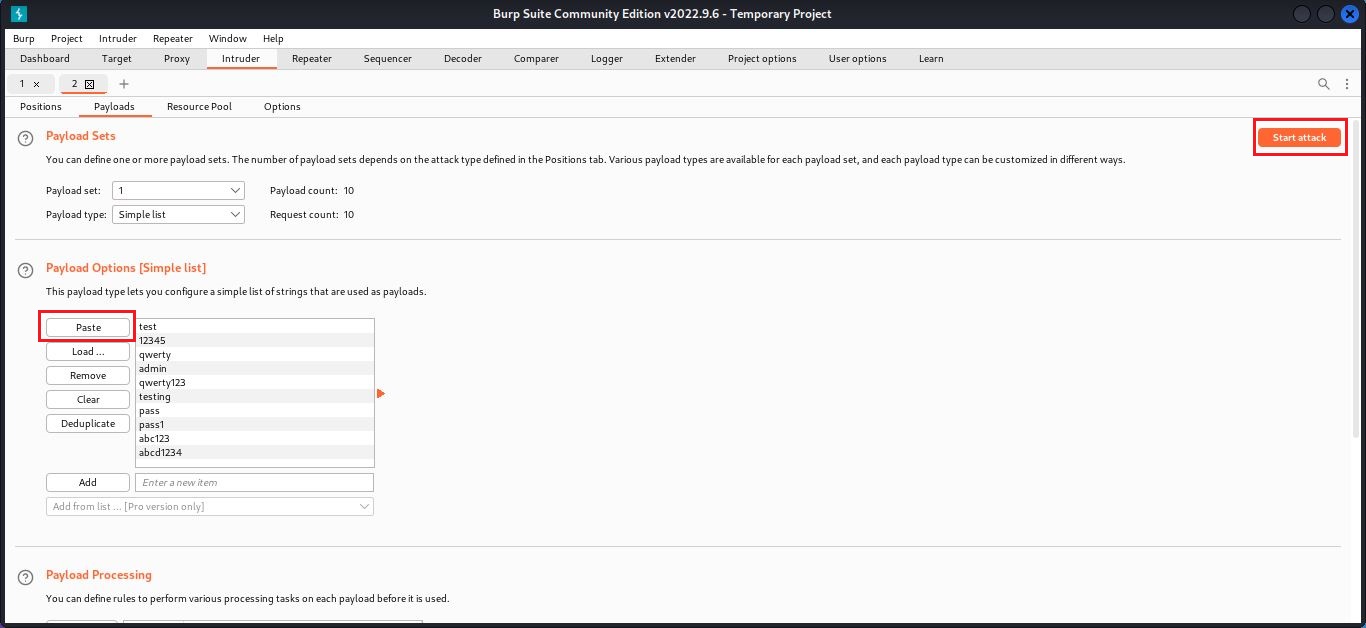 Burp Suite Community Edition v2022.9.6 - Temporary Project
Burp Project Intruder Repeater Window Help
Dashboard Target Proxy Intruder Repeater Sequencer Decoder Comparer Logger Extender Project options User options Learn
1 × 2 × +
Positions Payloads Resource Pool Options
? Payload Sets
Start attack
You can define one or more payload sets. The number of payload sets depends on the attack type defined in the Positions tab. Various payload types are available for each payload set, and each payload type can be customized in different ways.
Payload set: 1 Payload count: 10
Payload type: Simple list Request count: 10
? Payload Options [Simple list]
This payload type lets you configure a simple list of strings that are used as payloads.
Paste
Load ...
Remove
Clear
Deduplicate
test
12345
qwerty
admin
qwerty123
testing
pass
pass1
abc123
abcd1234
Add Enter a new item
Add from list ... [Pro version only]
? Payload Processing
You can define rules to perform various processing tasks on each payload before it is used.